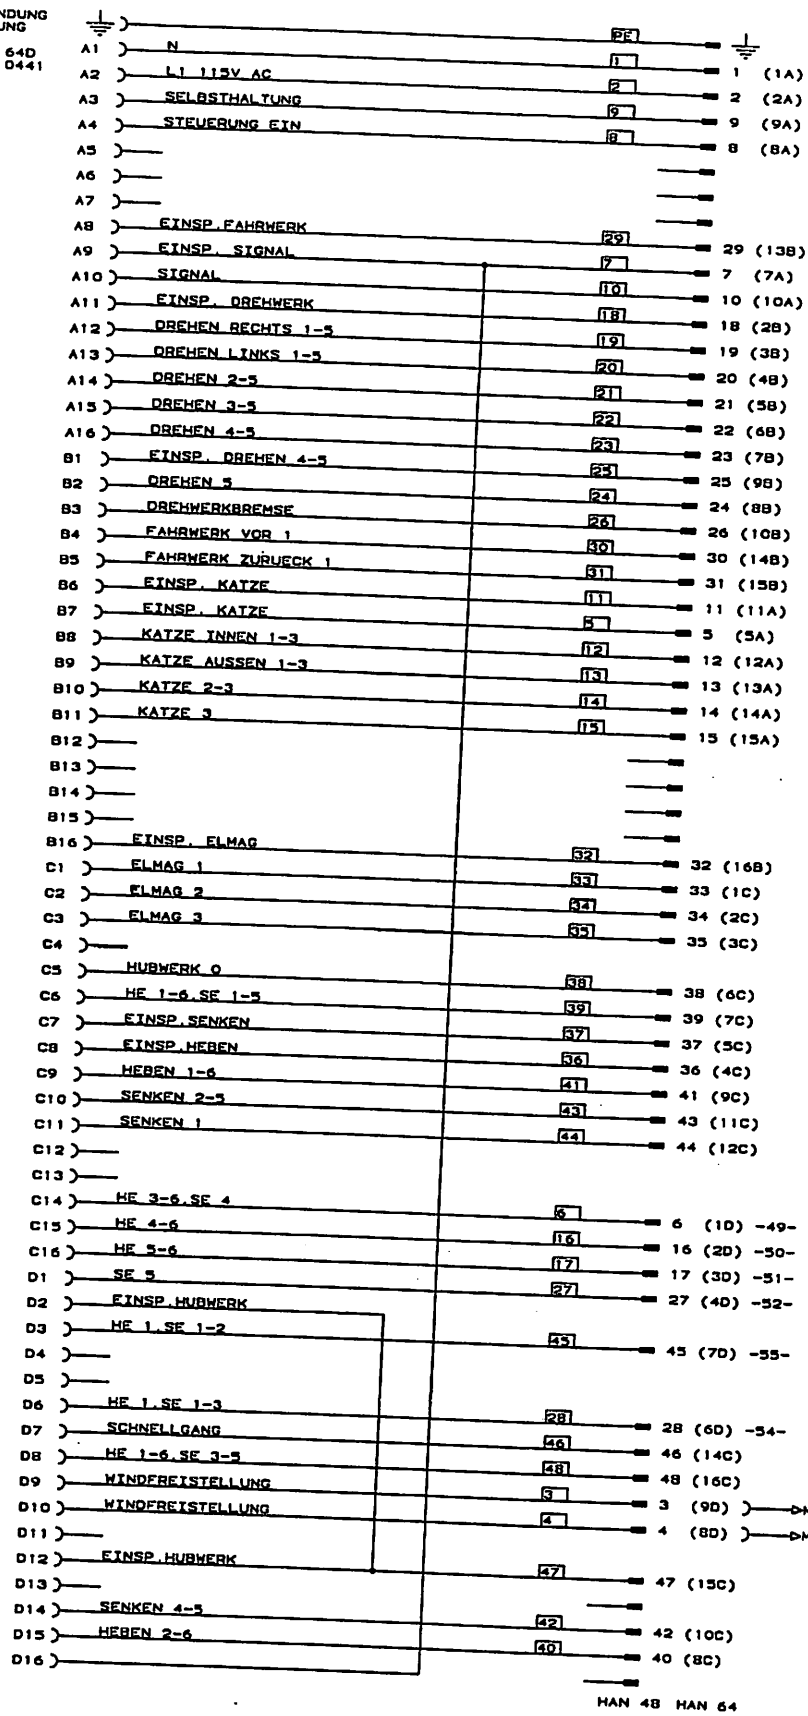 NDUNG
UNG
64D
0441
PE
A1 N 1 1 (1A)
A2 L1 115V AC 2 2 (2A)
A3 SELBSTHALTUNG 9 9 (9A)
A4 STEUERUNG EIN 8 8 (8A)
A5
A6
A7
A8 EINSP.FAHRWERK 29 29 (13B)
A9 EINSP. SIGNAL 7 7 (7A)
A10 SIGNAL 10 10 (10A)
A11 EINSP. DREHWERK 18 18 (2B)
A12 DREHEN RECHTS 1-5 19 19 (3B)
A13 DREHEN LINKS 1-5 20 20 (4B)
A14 DREHEN 2-5 21 21 (5B)
A15 DREHEN 3-5 22 22 (6B)
A16 DREHEN 4-5 23 23 (7B)
B1 EINSP. DREHEN 4-5 25 25 (9B)
B2 DREHEN 5 24 24 (8B)
B3 DREHWERKBREMSE 26 26 (10B)
B4 FAHRWERK VOR 1 30 30 (14B)
B5 FAHRWERK ZURUECK 1 31 31 (15B)
B6 EINSP. KATZE 11 11 (11A)
B7 EINSP. KATZE 5 5 (5A)
B8 KATZE INNEN 1-3 12 12 (12A)
B9 KATZE AUSSEN 1-3 13 13 (13A)
B10 KATZE 2-3 14 14 (14A)
B11 KATZE 3 15 15 (15A)
B12
B13
B14
B15
B16 EINSP. ELMAG 32 32 (16B)
C1 ELMAG 1 33 33 (1C)
C2 ELMAG 2 34 34 (2C)
C3 ELMAG 3 35 35 (3C)
C4
C5 HUBWERK 0 38 38 (6C)
C6 HE 1-6.SE 1-5 39 39 (7C)
C7 EINSP.SENKEN 37 37 (5C)
C8 EINSP.HEBEN 36 36 (4C)
C9 HEBEN 1-6 41 41 (9C)
C10 SENKEN 2-5 43 43 (11C)
C11 SENKEN 1 44 44 (12C)
C12
C13
C14 HE 3-6.SE 4 6 6 (1D) -49-
C15 HE 4-6 16 16 (2D) -50-
C16 HE 5-6 17 17 (3D) -51-
D1 SE 5 27 27 (4D) -52-
D2 EINSP.HUBWERK
D3 HE 1.SE 1-2 45 45 (7D) -55-
D4
D5
D6 HE 1.SE 1-3 28 28 (6D) -54-
D7 SCHNELLGANG 46 46 (14C)
D8 HE 1-6.SE 3-5 48 48 (16C)
D9 WINDFREISTELLUNG 3 3 (9D)
D10 WINDFREISTELLUNG 4 4 (8D)
D11
D12 EINSP.HUBWERK 47 47 (15C)
D13
D14 SENKEN 4-5 42 42 (10C)
D15 HEBEN 2-6 40 40 (8C)
D16
HAN 48 HAN 64